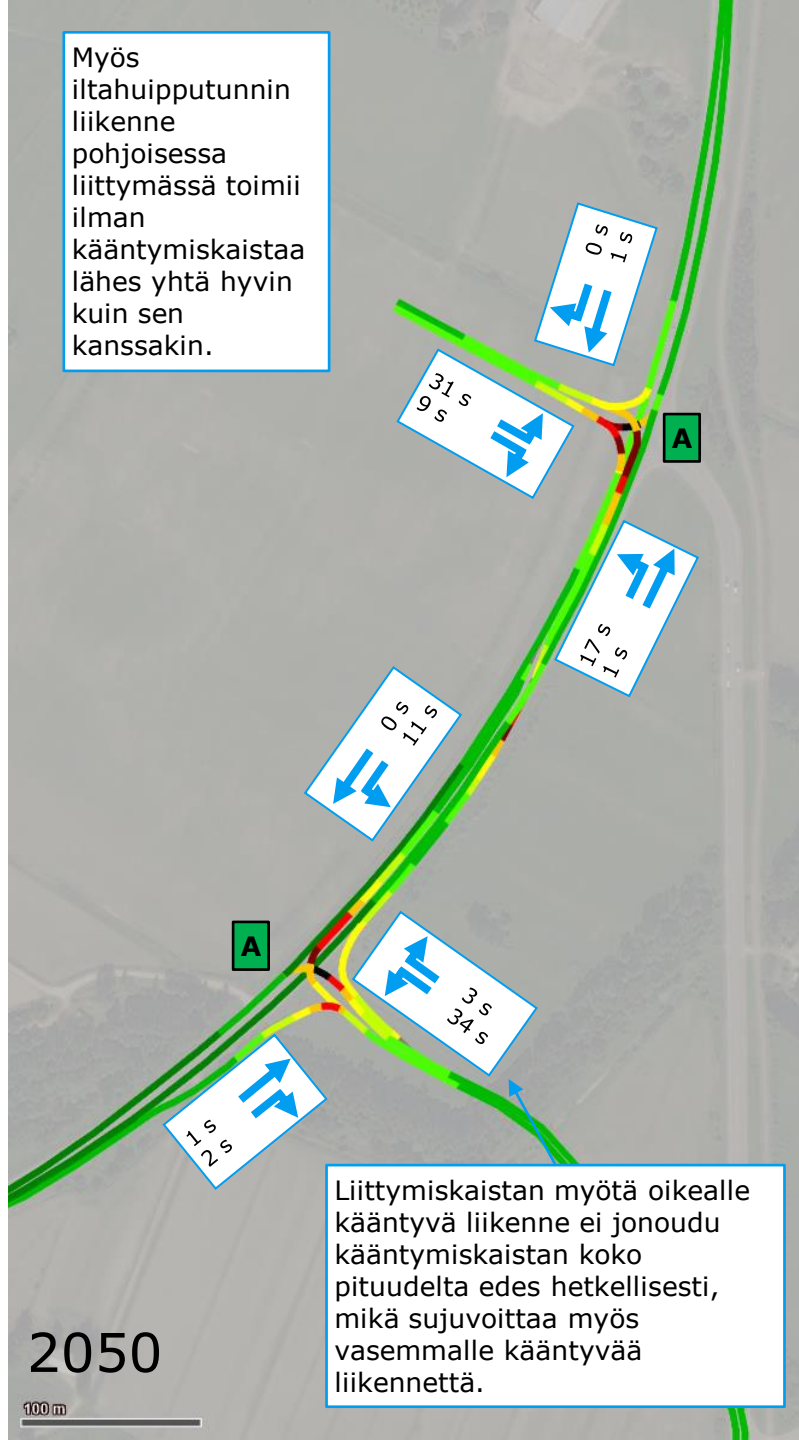 Myös
iltahuipputunnin
liikenne
pohjoisessa
liittymässä toimii
ilman
kääntymiskaistaa
lähes yhtä hyvin
kuin sen
kanssakin.
0 s
1 s
31 s
9 s
A
17 s
1 s
0 s
11 s
A
3 s
34 s
1 s
2 s
Liittymiskaistan myötä oikealle
kääntyvä liikenne ei jonoudu
kääntymiskaistan koko
pituudelta edes hetkellisesti,
mikä sujuvoittaa myös
vasemmalle kääntyvää
liikennettä.
2050
100 m